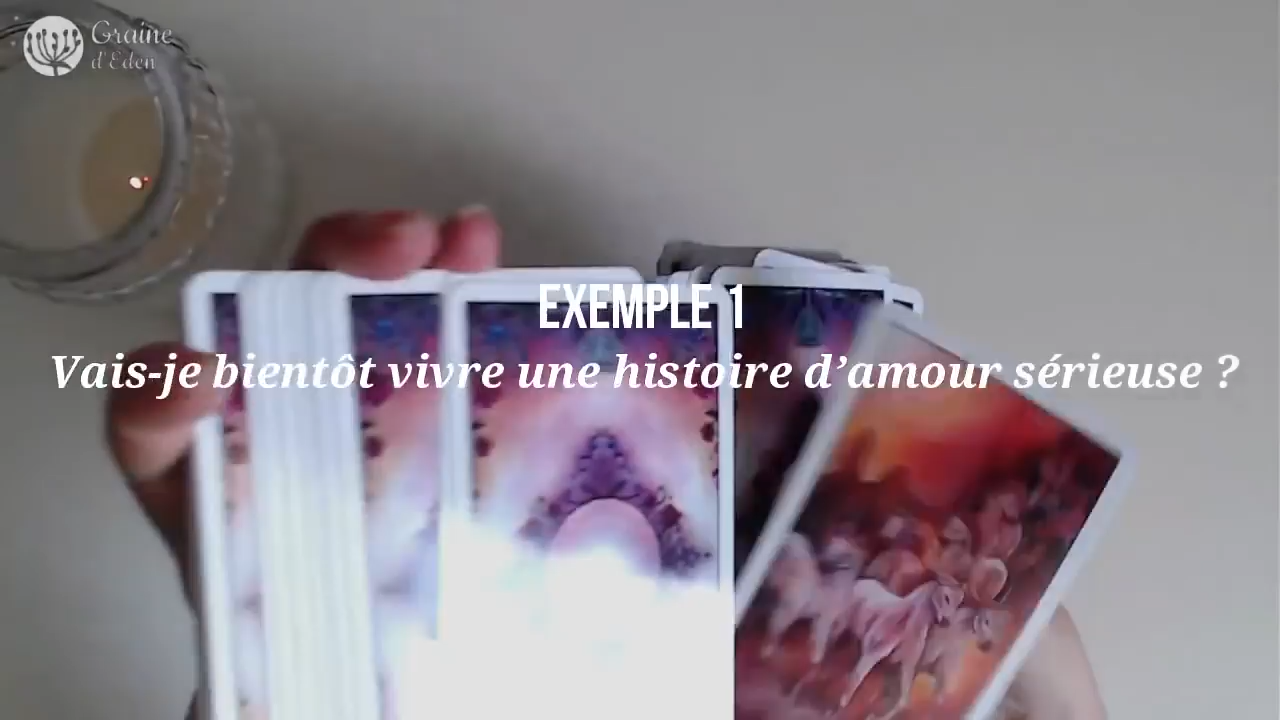 Graine
d'Eden
EXEMPLE 1
Vais-je bientôt vivre une histoire d’amour sérieuse ?